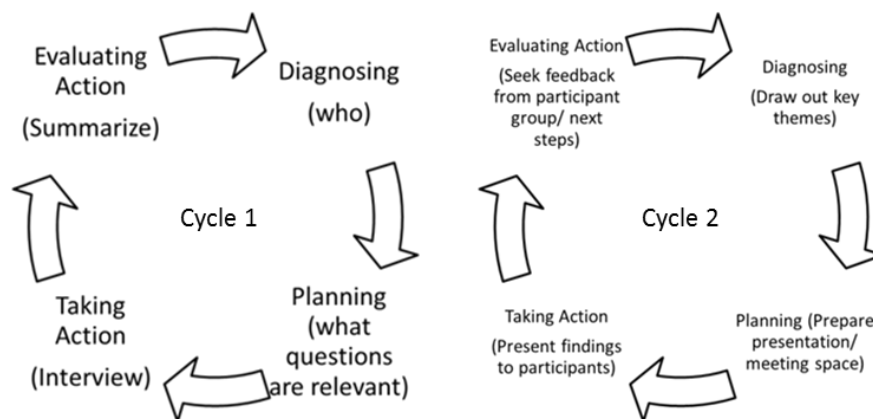 Evaluating
Action
(Summarize)
Diagnosing
(who)
Cycle 1
Taking
Action
(Interview)
Planning
(what
questions
are relevant)
Evaluating Action
(Seek feedback
from participant
group/ next
steps)
Diagnosing
(Draw out key
themes)
Cycle 2
Taking Action
(Present findings
to participants)
Planning (Prepare
presentation/
meeting space)